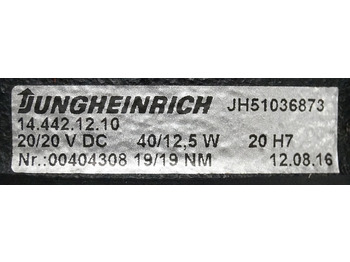 JUNGHEINRICH JH51036873
14.442.12.10
20/20 V DC 40/12,5 W 20 H7
Nr.:00404308 19/19 NM 12.08.16